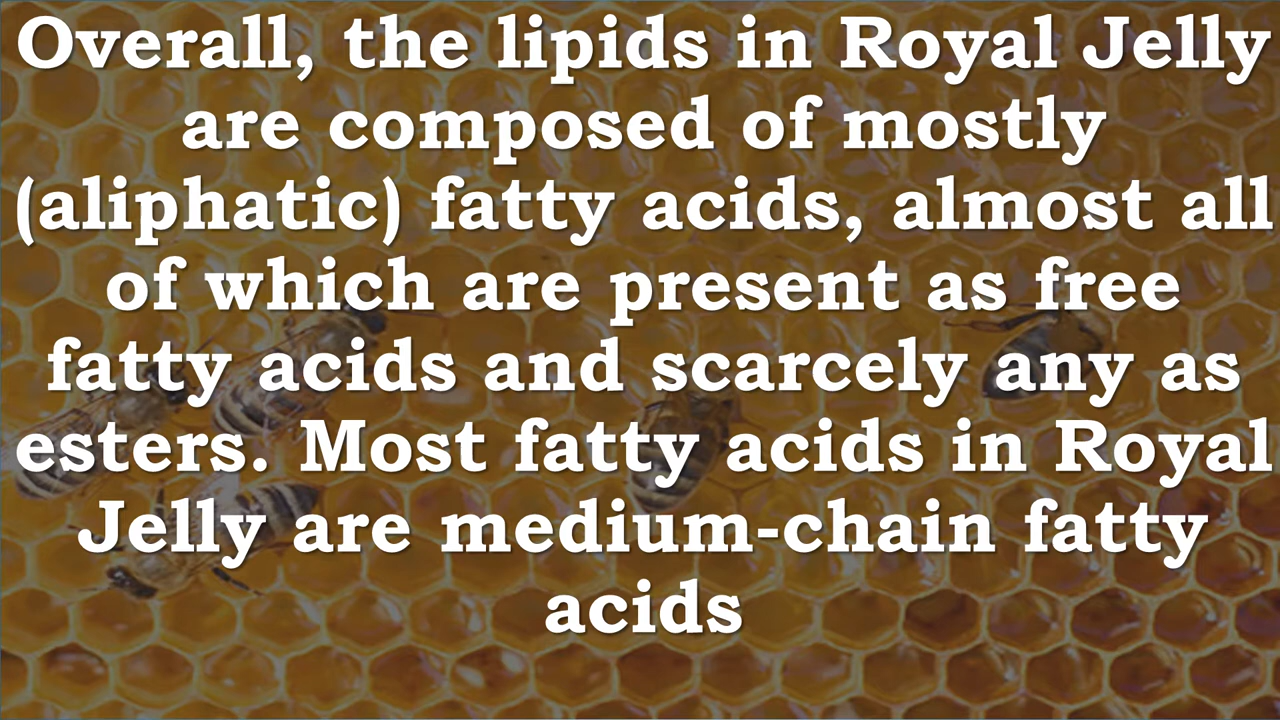 Overall, the lipids in Royal Jelly
are composed of mostly
(aliphatic) fatty acids, almost all
of which are present as free
fatty acids and scarcely any as
esters. Most fatty acids in Royal
Jelly are medium-chain fatty
acids